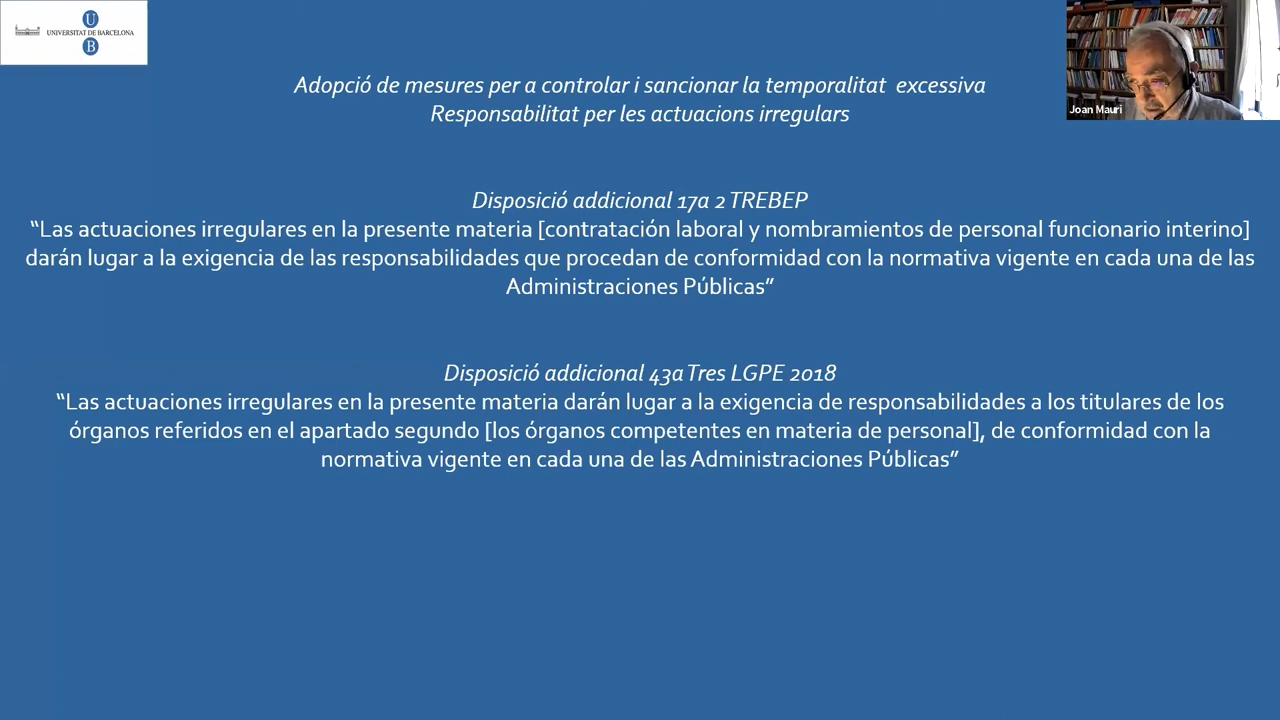 U
UNIVERSITAT DE BARCELONA
B
Joan Mauri
Adopció de mesures per a controlar i sancionar la temporalitat excessiva
Responsabilitat per les actuacions irregulars
Disposició addicional 17a 2 TREBEP
“Las actuaciones irregulares en la presente materia [contratación laboral y nombramientos de personal funcionario interino]
darán lugar a la exigencia de las responsabilidades que procedan de conformidad con la normativa vigente en cada una de las
Administraciones Públicas”
Disposició addicional 43a Tres LGPE 2018
“Las actuaciones irregulares en la presente materia darán lugar a la exigencia de responsabilidades a los titulares de los
órganos referidos en el apartado segundo [los órganos competentes en materia de personal], de conformidad con la
normativa vigente en cada una de las Administraciones Públicas”